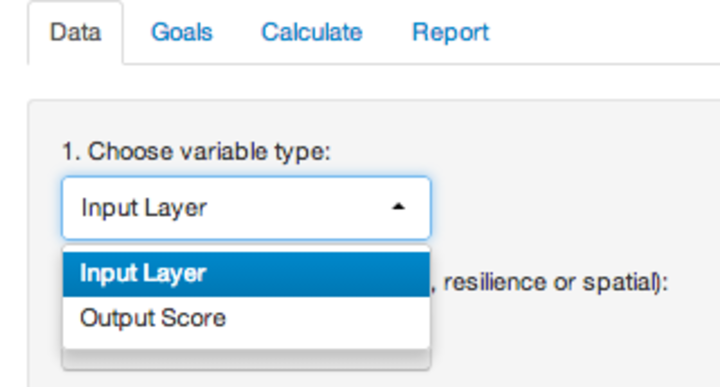 Data Goals Calculate Report
1. Choose variable type:
Input Layer
Input Layer
, resilience or spatial):
Output Score